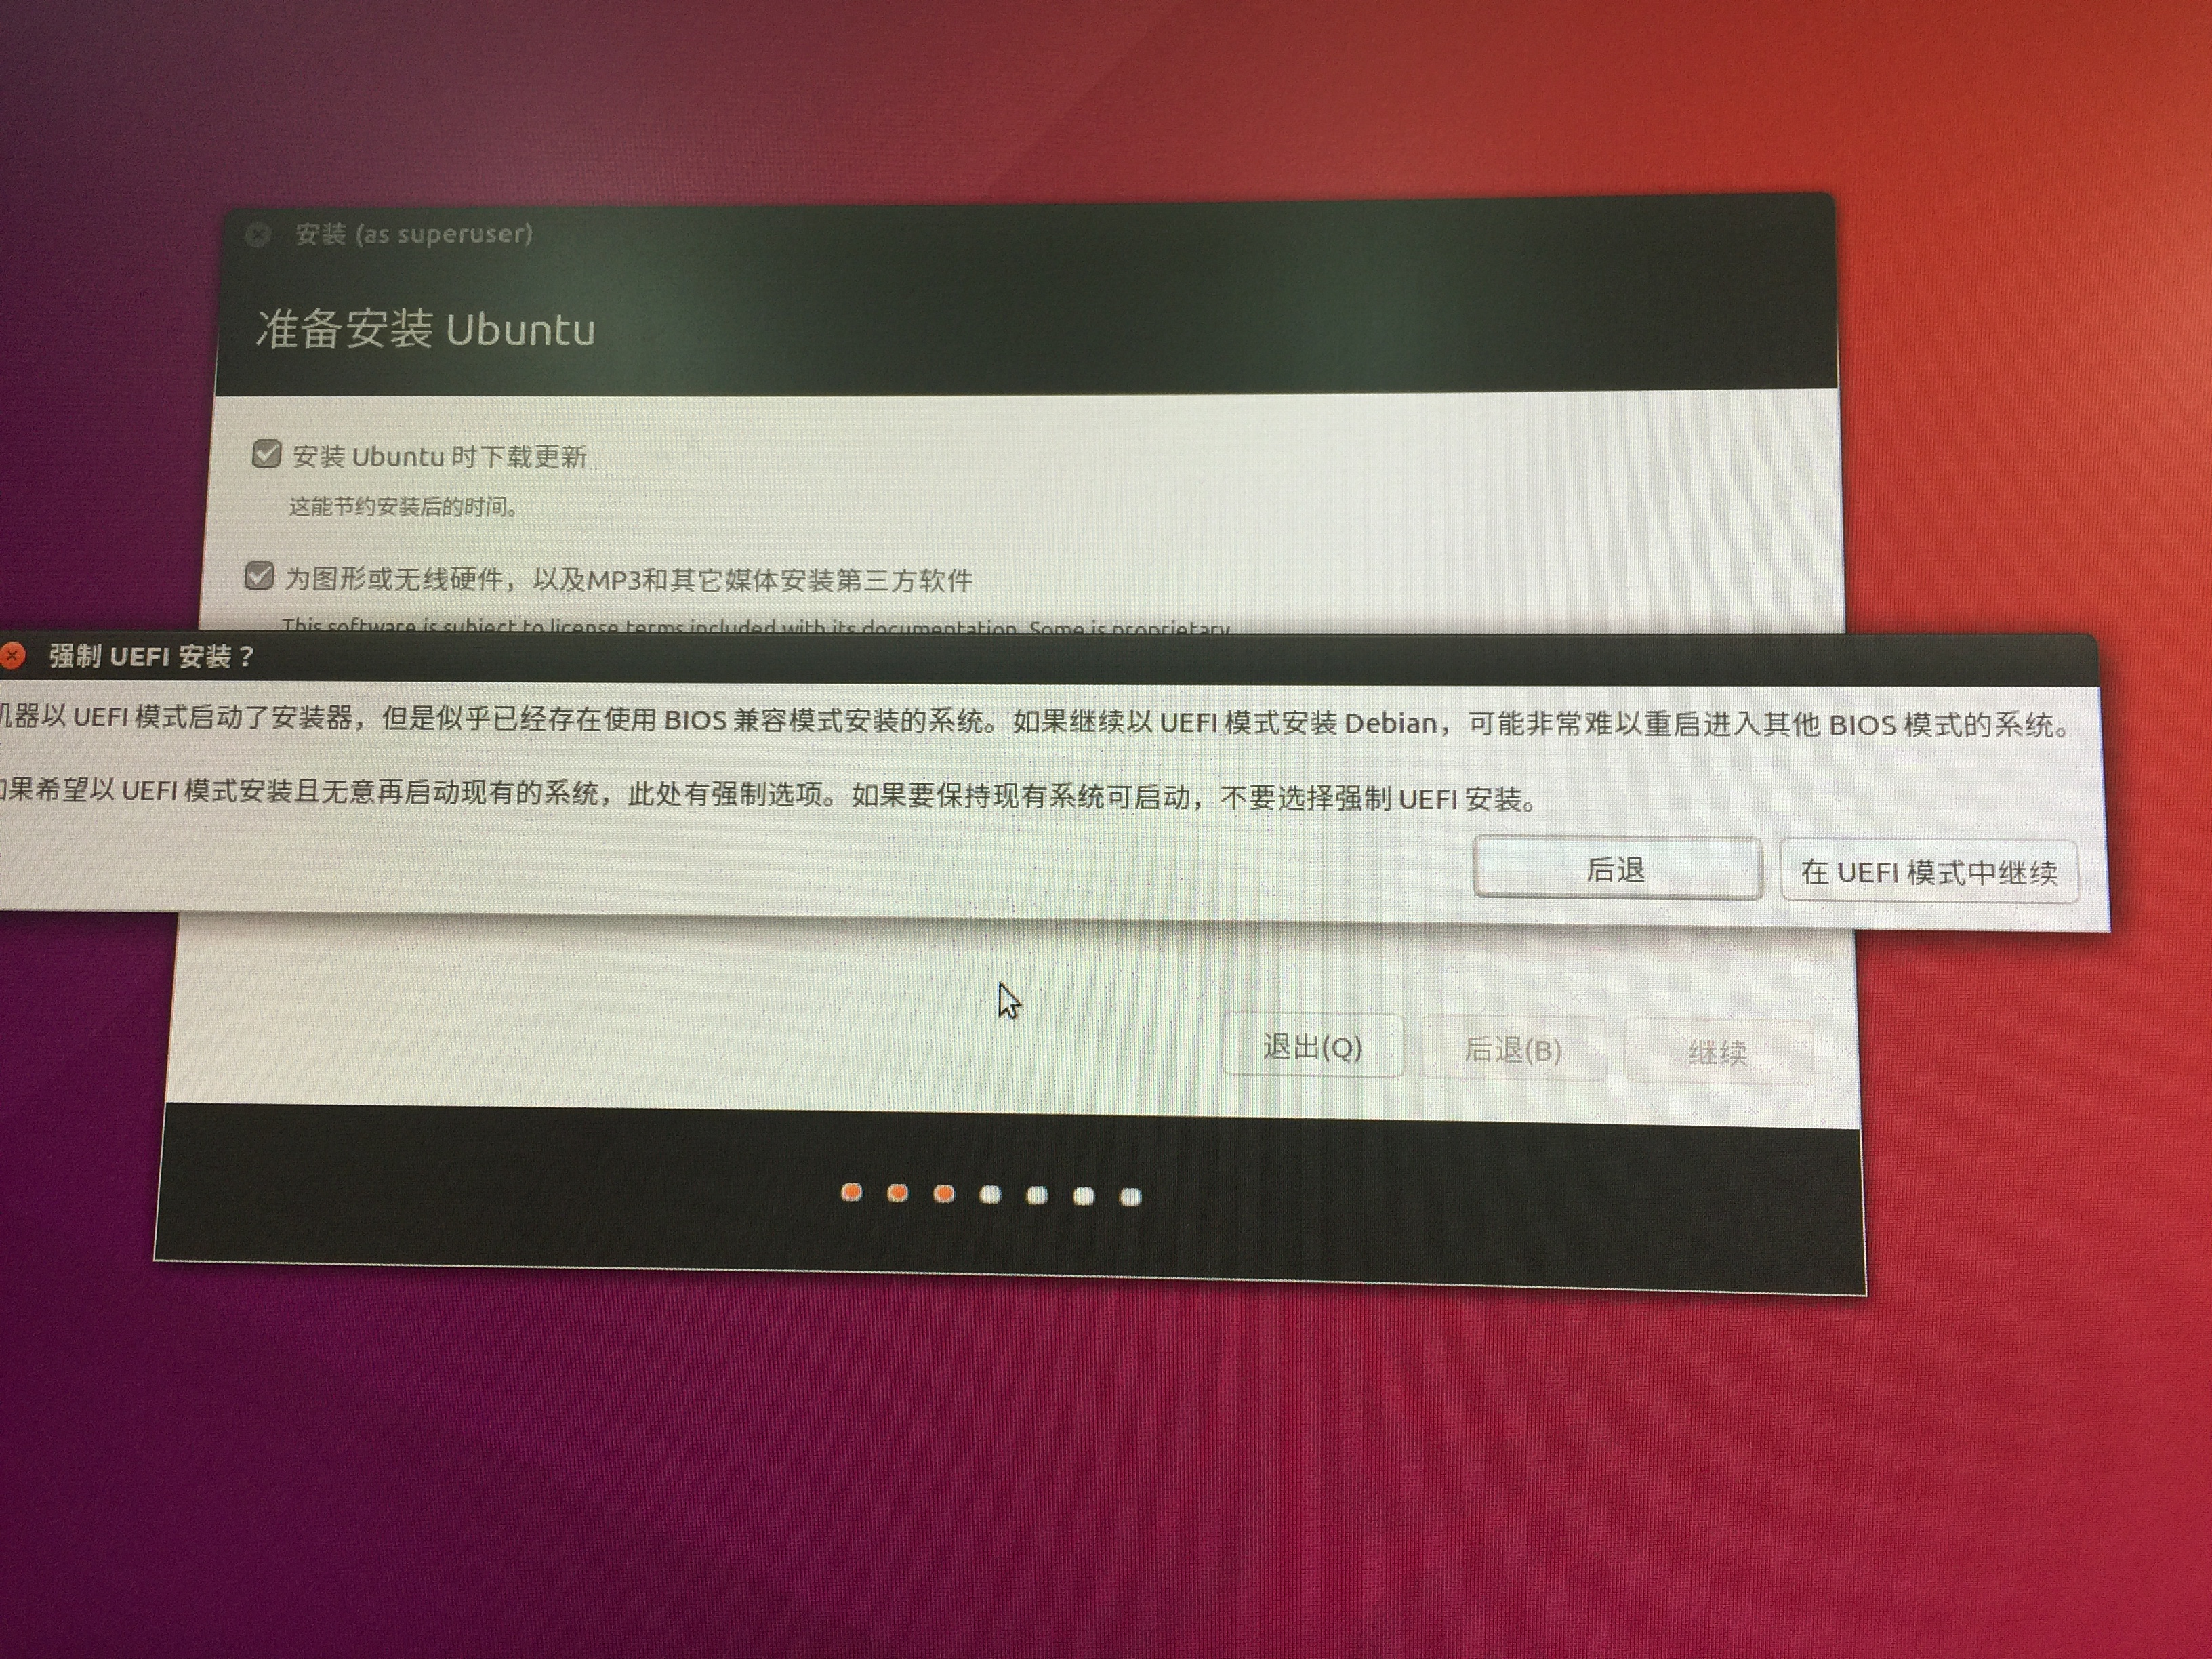 安装 (as superuser)
准备安装 Ubuntu
安装 Ubuntu 时下载更新
这能节约安装后的时间。
为图形或无线硬件，以及MP3和其它媒体安装第三方软件
This software is subject to license terms included with its documentation. Some is proprietary.
强制 UEFI 安装？
机器以 UEFI 模式启动了安装器，但是似乎已经存在使用 BIOS 兼容模式安装的系统。如果继续以 UEFI 模式安装 Debian，可能非常难以重启进入其他 BIOS 模式的系统。
如果希望以 UEFI 模式安装且无意再启动现有的系统，此处有强制选项。如果要保持现有系统可启动，不要选择强制 UEFI 安装。
后退 在 UEFI 模式中继续
退出(Q) 后退(B) 继续